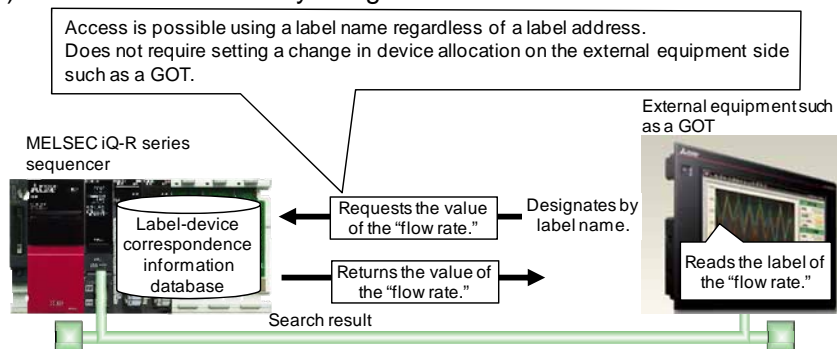 Access is possible using a label name regardless of a label address.
Does not require setting a change in device allocation on the external equipment side
such as a GOT.
External equipment such
as a GOT
MELSEC iQ-R series
sequencer
Label-device
correspondence
information
database
Requests the value
of the “flow rate.”
Designates by
label name.
Returns the value of
the “flow rate.”
Reads the label of
the “flow rate.”
Search result